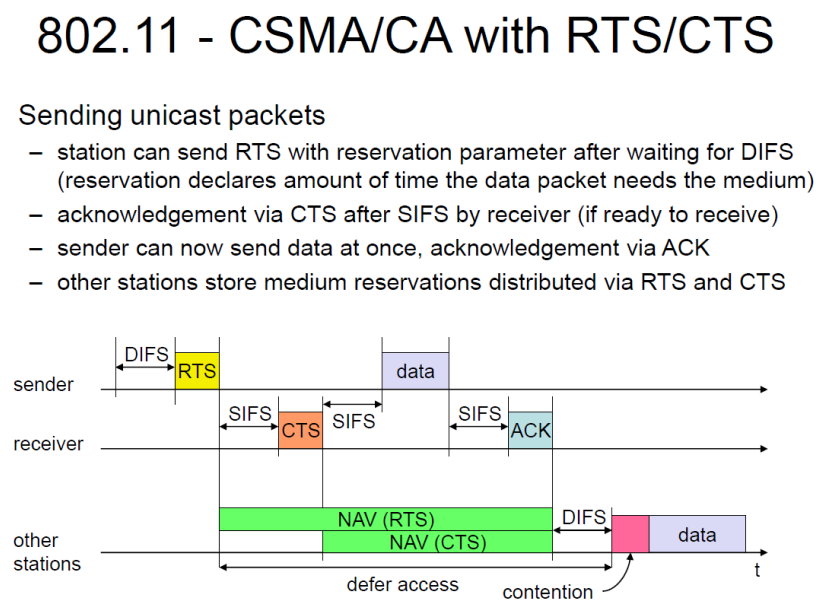 802.11 - CSMA/CA with RTS/CTS
Sending unicast packets
– station can send RTS with reservation parameter after waiting for DIFS
(reservation declares amount of time the data packet needs the medium)
– acknowledgement via CTS after SIFS by receiver (if ready to receive)
– sender can now send data at once, acknowledgement via ACK
– other stations store medium reservations distributed via RTS and CTS
DIFS
RTS
data
sender
SIFS
CTS
SIFS
SIFS
ACK
receiver
NAV (RTS)
DIFS
NAV (CTS)
data
other
stations
t
defer access
contention